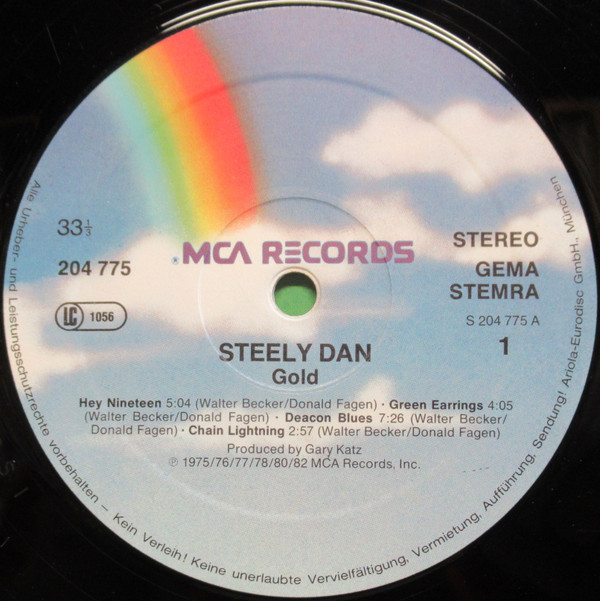 MCA RECORDS
33 1/3
204 775
LC 1056
STEREO
GEMA
STEMRA
S 204 775 A
1
STEELY DAN
Gold
Hey Nineteen 5:04 (Walter Becker/Donald Fagen) · Green Earrings 4:05
(Walter Becker/Donald Fagen) · Deacon Blues 7:26 (Walter Becker/
Donald Fagen) · Chain Lightning 2:57 (Walter Becker/Donald Fagen)
Produced by Gary Katz
℗ 1975/76/77/78/80/82 MCA Records, Inc.
Alle Urheber- und Leistungsschutzrechte vorbehalten – Kein Verleih! Keine unerlaubte Vervielfältigung, Vermietung, Aufführung, Sendung! Ariola-Eurodisc GmbH., München